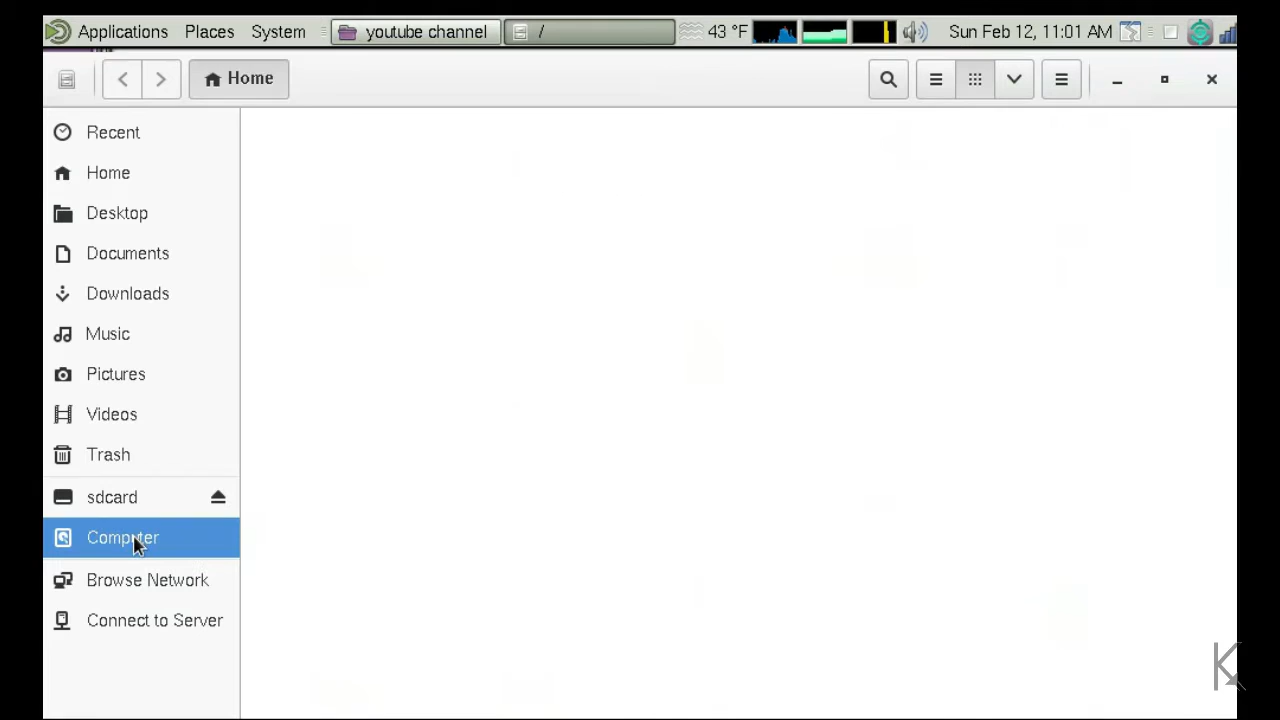 Applications Places System youtube channel / 43 °F Sun Feb 12, 11:01 AM
Home
Recent
Home
Desktop
Documents
Downloads
Music
Pictures
Videos
Trash
sdcard
Computer
Browse Network
Connect to Server
K